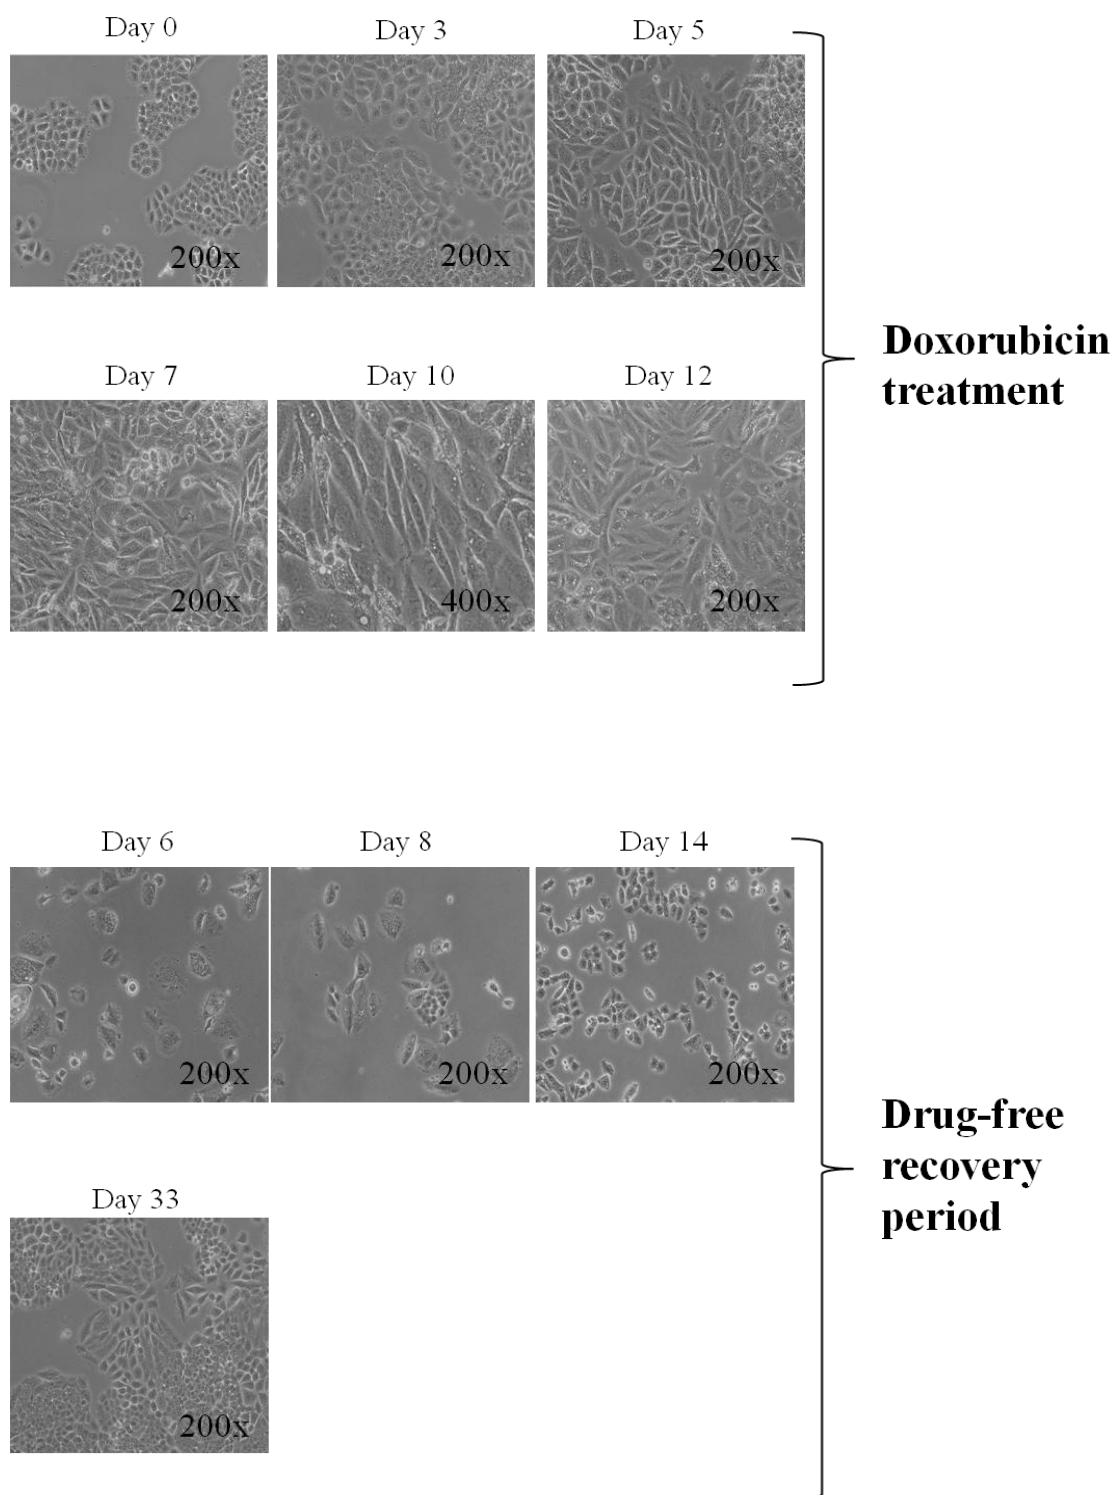 Day 0
Day 3
Day 5
200x
200x
200x
Doxorubicin
treatment
Day 7
Day 10
Day 12
200x
400x
200x
Day 6
Day 8
Day 14
200x
200x
200x
Drug-free
recovery
period
Day 33
200x